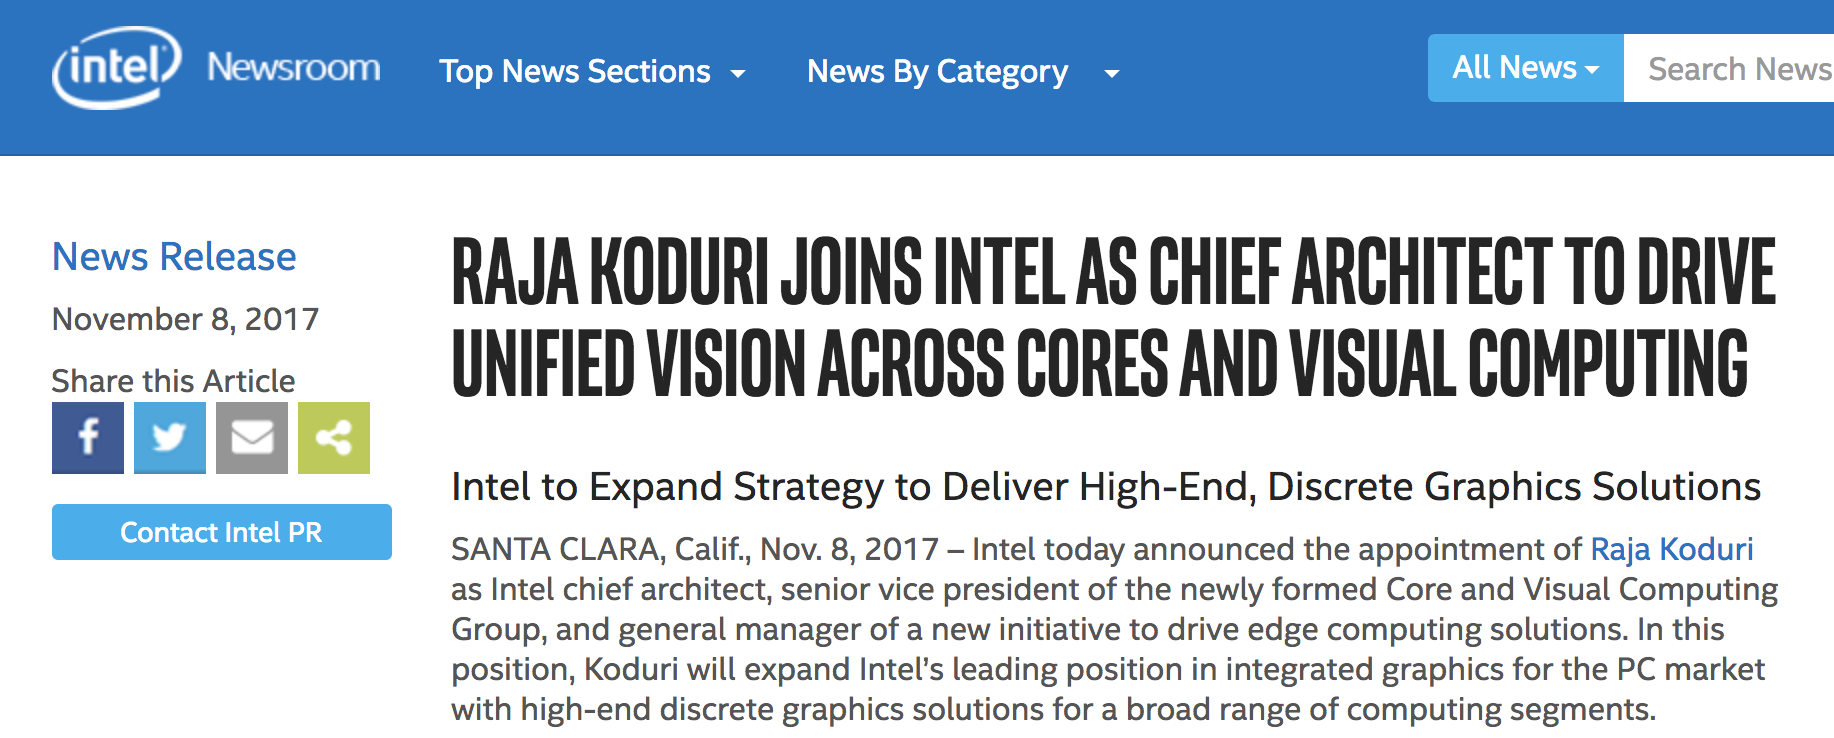 intel Newsroom
Top News Sections
News By Category
All News
Search News
News Release
November 8, 2017
Share this Article
Contact Intel PR
RAJA KODURI JOINS INTEL AS CHIEF ARCHITECT TO DRIVE
UNIFIED VISION ACROSS CORES AND VISUAL COMPUTING
Intel to Expand Strategy to Deliver High-End, Discrete Graphics Solutions
SANTA CLARA, Calif., Nov. 8, 2017 – Intel today announced the appointment of Raja Koduri
as Intel chief architect, senior vice president of the newly formed Core and Visual Computing
Group, and general manager of a new initiative to drive edge computing solutions. In this
position, Koduri will expand Intel’s leading position in integrated graphics for the PC market
with high-end discrete graphics solutions for a broad range of computing segments.